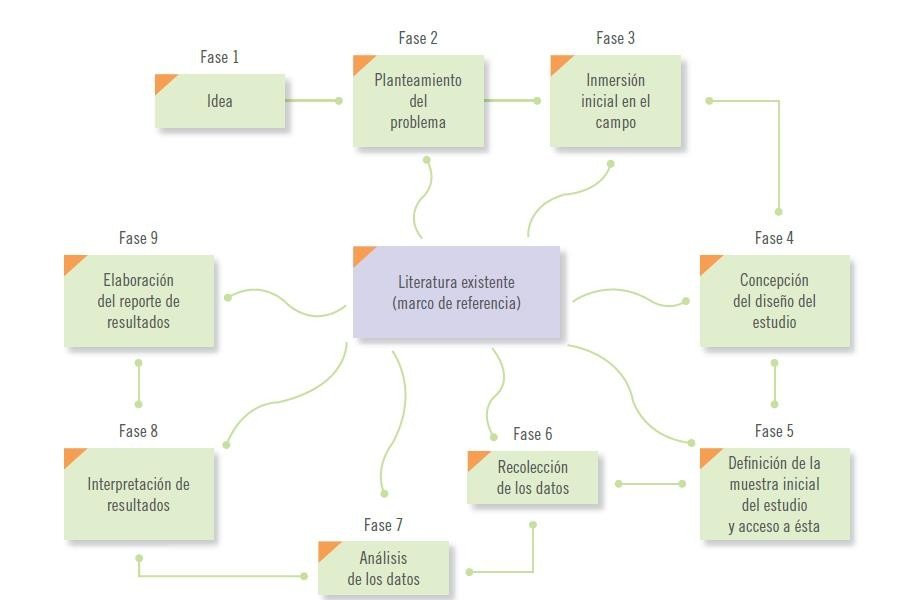 Fase 1
Idea
Fase 2
Planteamiento
del
problema
Fase 3
Inmersión
inicial en el
campo
Fase 4
Concepción
del diseño del
estudio
Fase 5
Definición de la
muestra inicial
del estudio
y acceso a ésta
Fase 6
Recolección
de los datos
Fase 7
Análisis
de los datos
Fase 8
Interpretación de
resultados
Fase 9
Elaboración
del reporte de
resultados
Literatura existente
(marco de referencia)